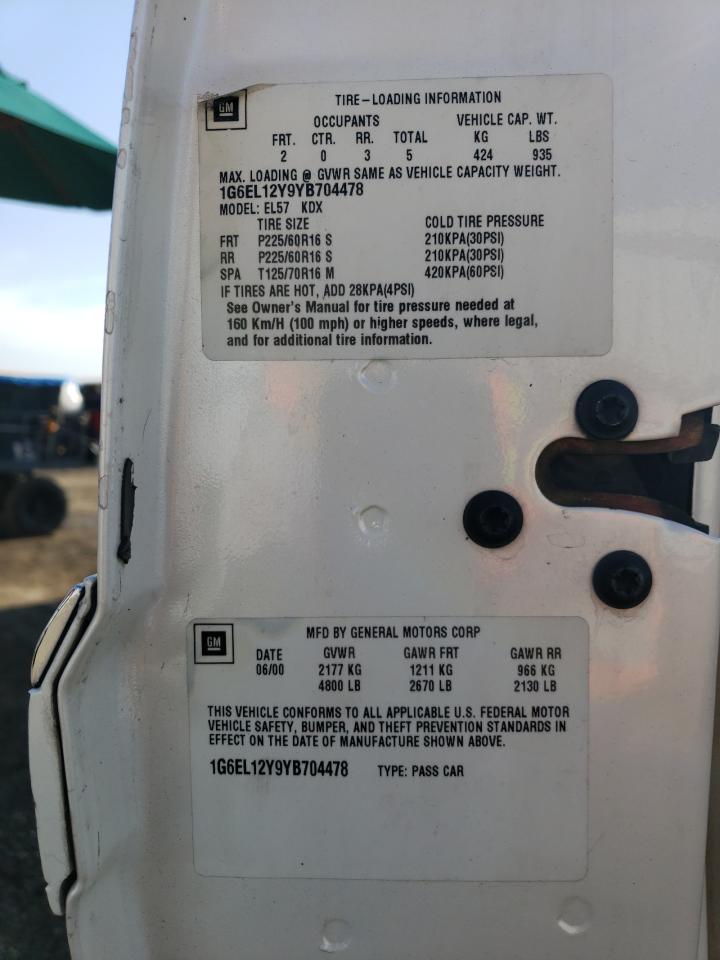 GM
TIRE-LOADING INFORMATION
OCCUPANTS VEHICLE CAP. WT.
FRT. CTR. RR. TOTAL KG LBS
2 0 3 5 424 935
MAX. LOADING @ GVWR SAME AS VEHICLE CAPACITY WEIGHT.
1G6EL12Y9YB704478
MODEL: EL57 KDX
TIRE SIZE COLD TIRE PRESSURE
FRT P225/60R16 S 210KPA(30PSI)
RR P225/60R16 S 210KPA(30PSI)
SPA T125/70R16 M 420KPA(60PSI)
IF TIRES ARE HOT, ADD 28KPA(4PSI)
See Owner's Manual for tire pressure needed at
160 Km/H (100 mph) or higher speeds, where legal,
and for additional tire information.
GM
MFD BY GENERAL MOTORS CORP
DATE GVWR GAWR FRT GAWR RR
06/00 2177 KG 1211 KG 966 KG
4800 LB 2670 LB 2130 LB
THIS VEHICLE CONFORMS TO ALL APPLICABLE U.S. FEDERAL MOTOR
VEHICLE SAFETY, BUMPER, AND THEFT PREVENTION STANDARDS IN
EFFECT ON THE DATE OF MANUFACTURE SHOWN ABOVE.
1G6EL12Y9YB704478 TYPE: PASS CAR